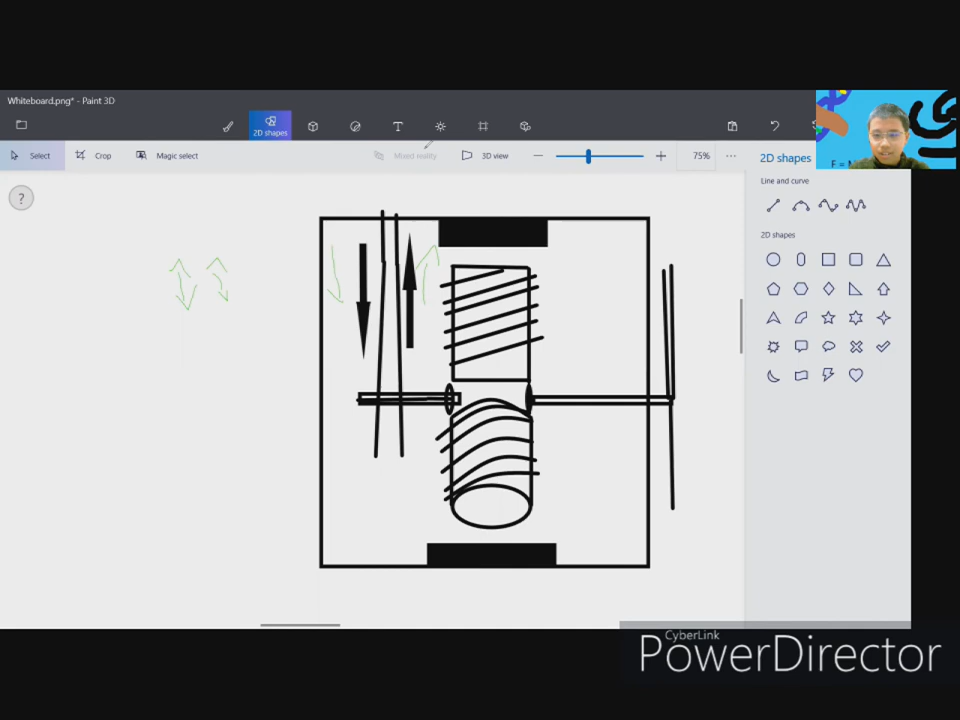 Whiteboard.png* - Paint 3D
2D shapes
Select
Crop
Magic select
Mixed reality
3D view
75%
2D shapes
Line and curve
2D shapes
?
CyberLink
PowerDirector